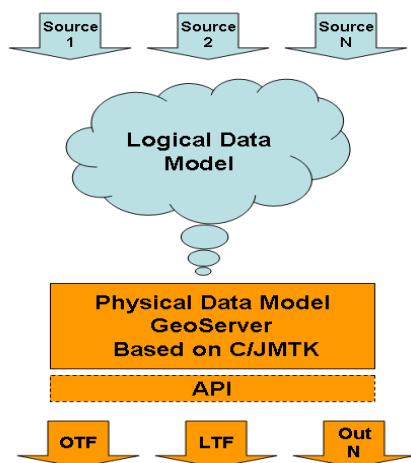 Source
1
Source
2
Source
N
Logical Data
Model
Physical Data Model
GeoServer
Based on C/JMTK
API
OTF
LTF
Out
N